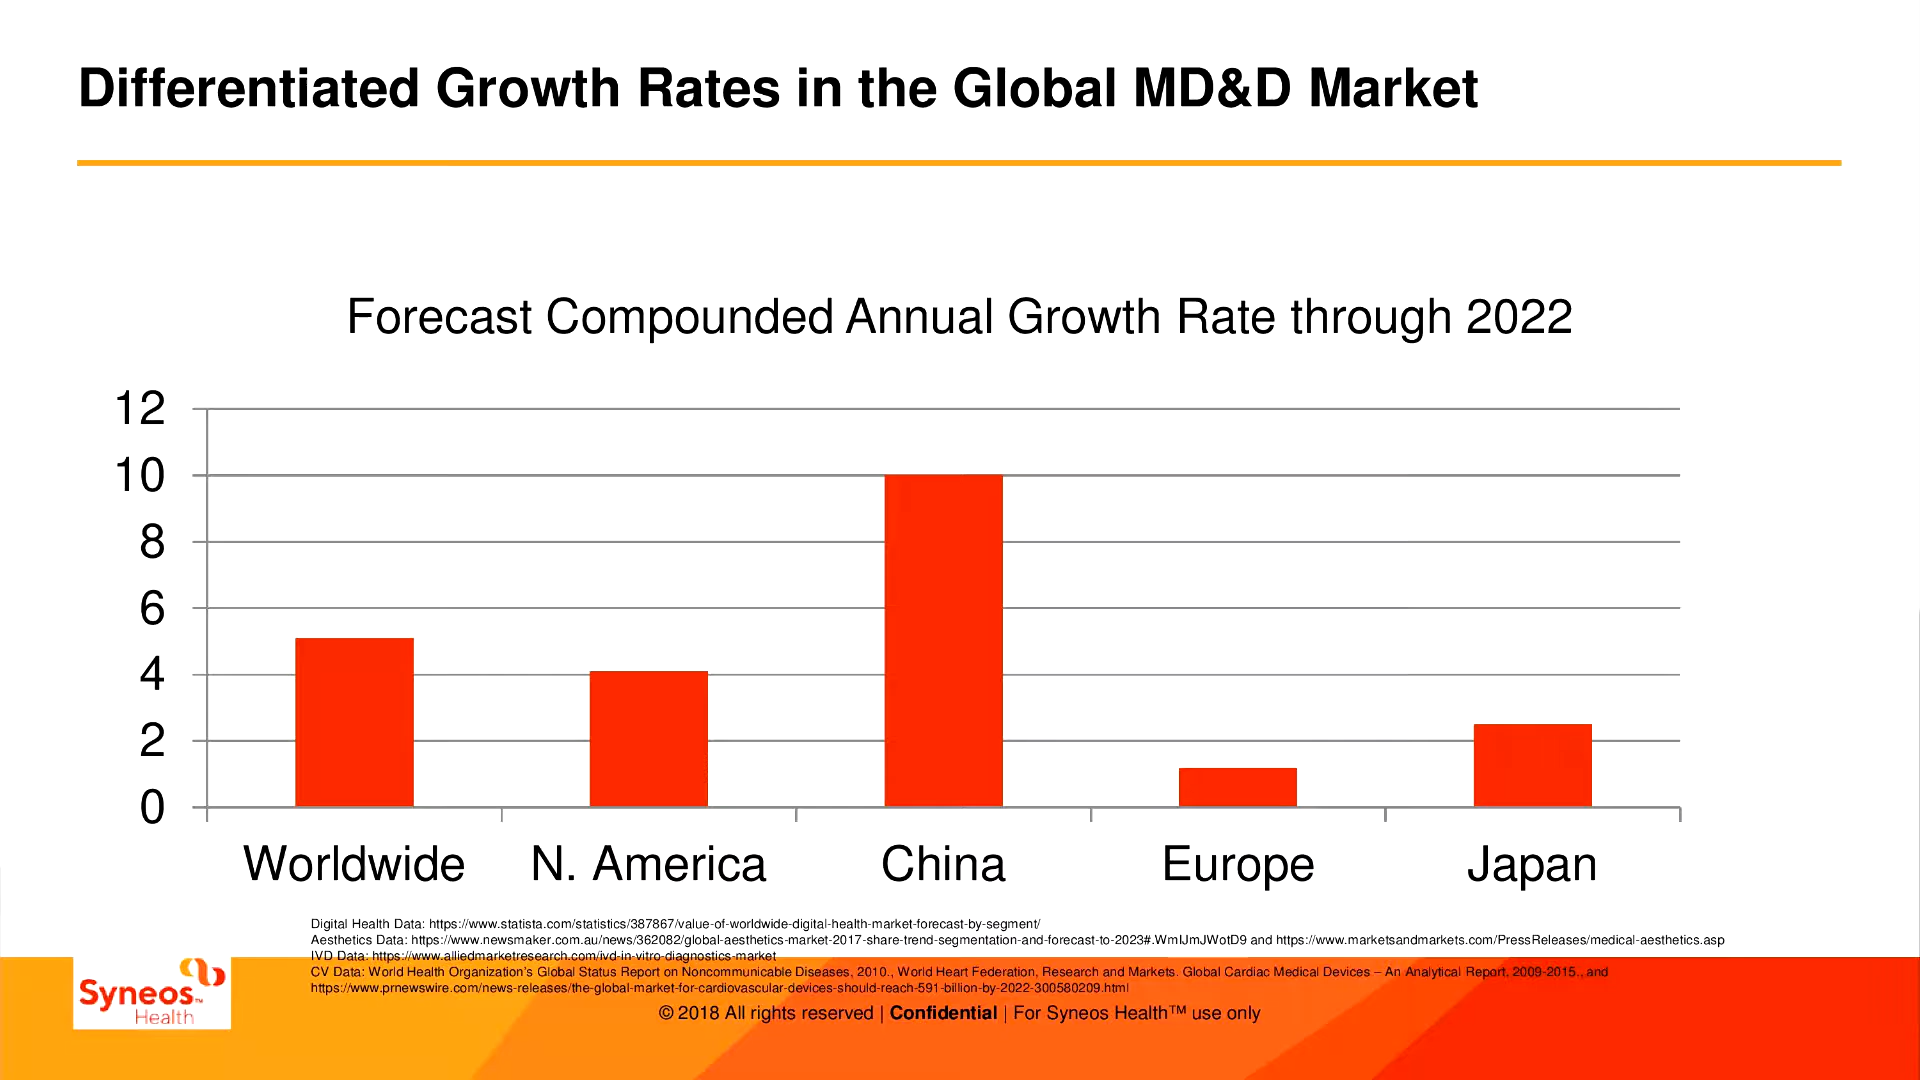 Differentiated Growth Rates in the Global MD&D Market
Forecast Compounded Annual Growth Rate through 2022
12
10
8
6
4
2
0
Worldwide N. America China Europe Japan
Digital Health Data: https://www.statista.com/statistics/387867/value-of-worldwide-digital-health-market-forecast-by-segment/
Aesthetics Data: https://www.newsmaker.com.au/news/362082/global-aesthetics-market-2017-share-trend-segmentation-and-forecast-to-2023#.WmIJmJWotD9 and https://www.marketsandmarkets.com/PressReleases/medical-aesthetics.asp
IVD Data: https://www.alliedmarketresearch.com/ivd-in-vitro-diagnostics-market
CV Data: World Health Organization's Global Status Report on Noncommunicable Diseases, 2010., World Heart Federation, Research and Markets. Global Cardiac Medical Devices – An Analytical Report, 2009-2015., and
https://www.prnewswire.com/news-releases/the-global-market-for-cardiovascular-devices-should-reach-591-billion-by-2022-300580209.html
Syneos™
Health
© 2018 All rights reserved | Confidential | For Syneos Health™ use only